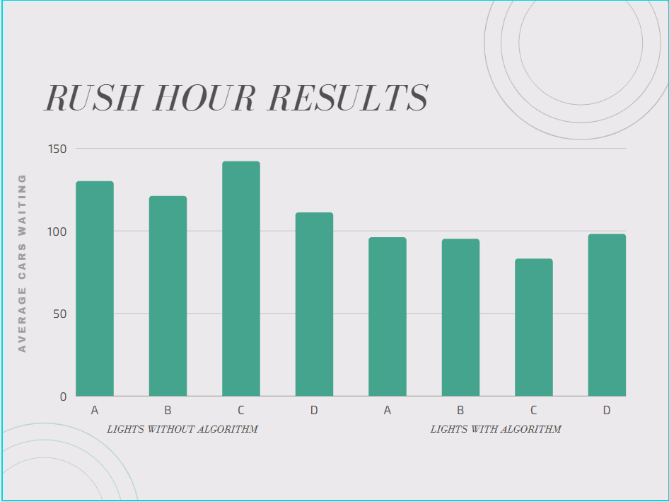 RUSH HOUR RESULTS
AVERAGE CARS WAITING
150
100
50
0
A B C D A B C D
LIGHTS WITHOUT ALGORITHM LIGHTS WITH ALGORITHM